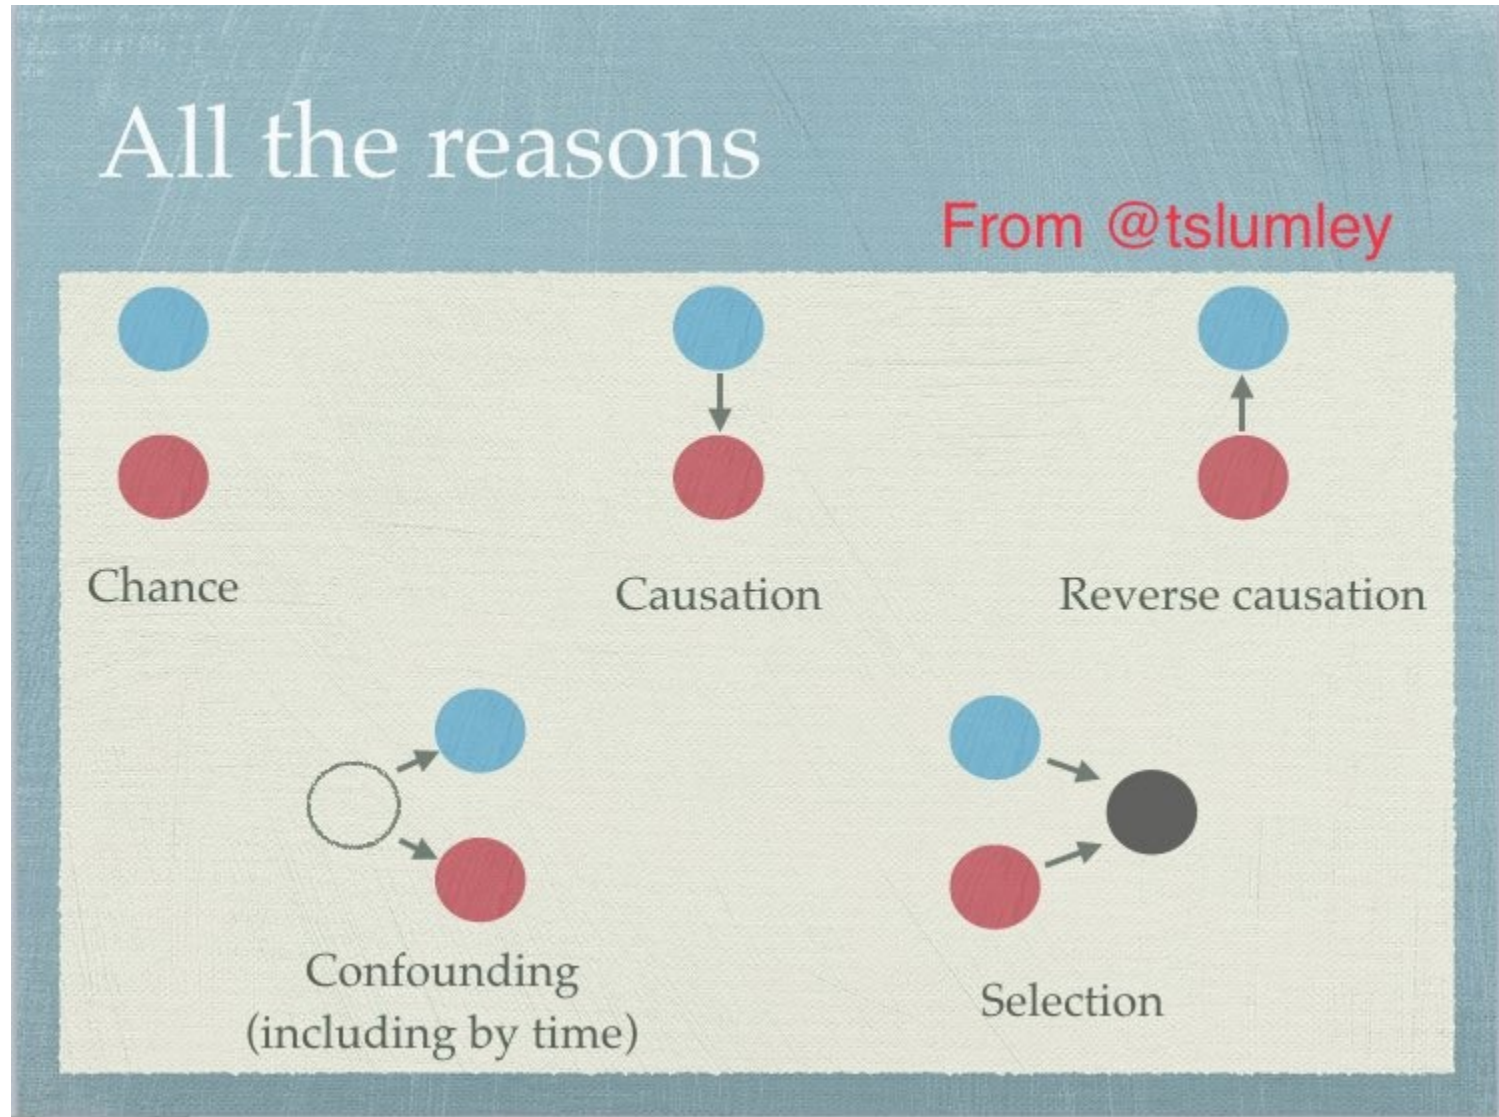 All the reasons
From @tslumley
Chance
Causation
Reverse causation
Confounding
(including by time)
Selection